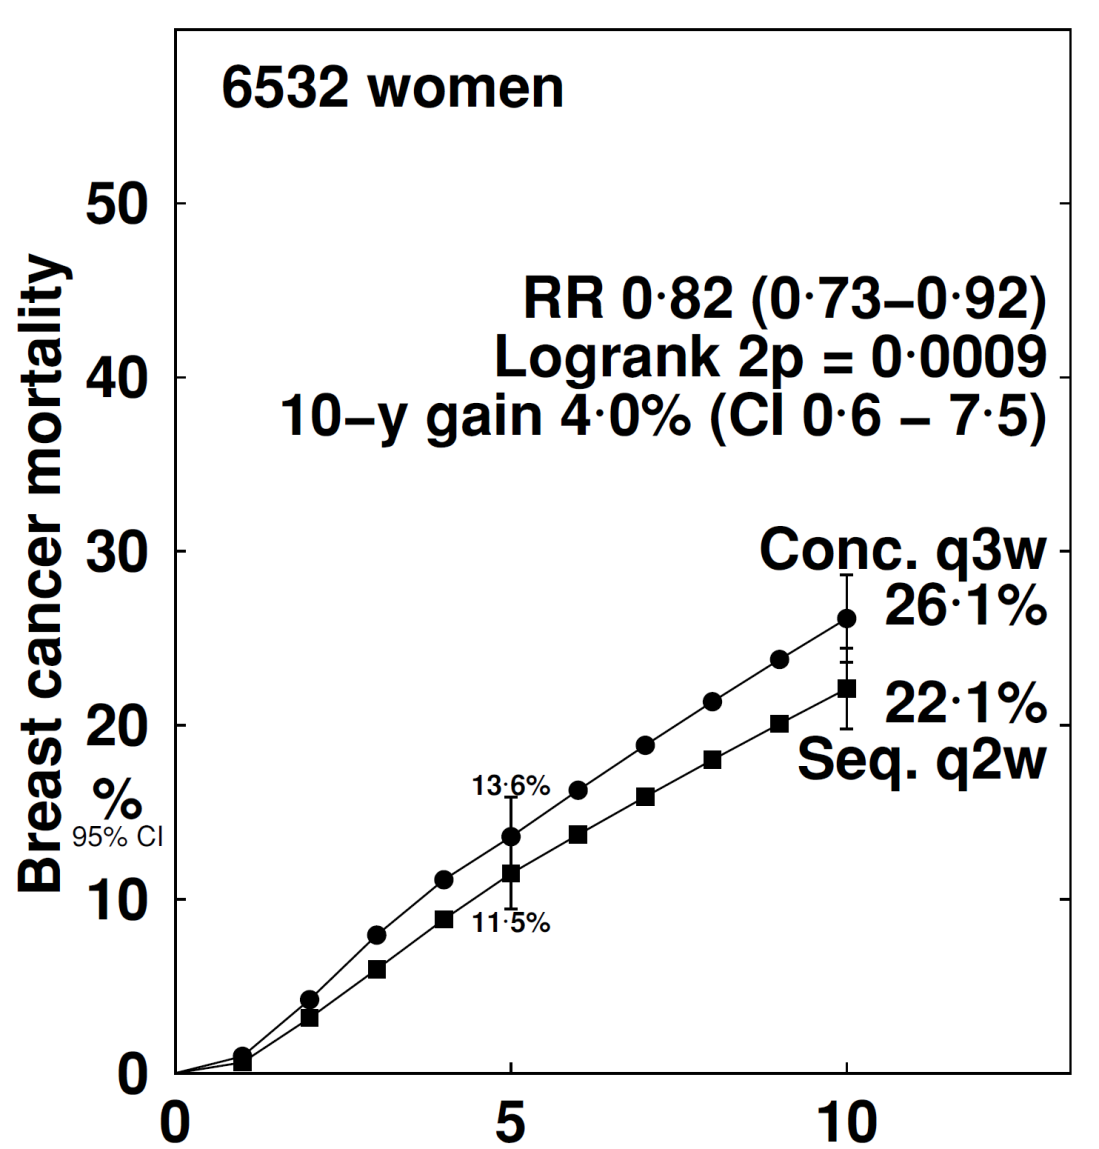 6532 women
50
RR 0·82 (0·73–0·92)
Logrank 2p = 0·0009
40
10–y gain 4·0% (CI 0·6 – 7·5)
Breast cancer mortality
30
Conc. q3w
26·1%
22·1%
20
Seq. q2w
%
13·6%
95% CI
10
11·5%
0
0
5
10